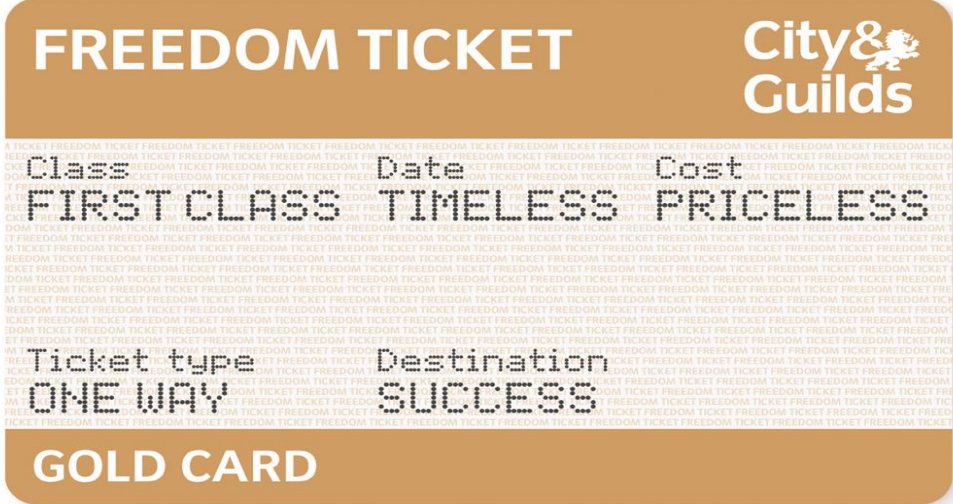 FREEDOM TICKET
City&
Guilds
Class Date Cost
FIRST CLASS TIMELESS PRICELESS
Ticket type Destination
ONE WAY SUCCESS
GOLD CARD